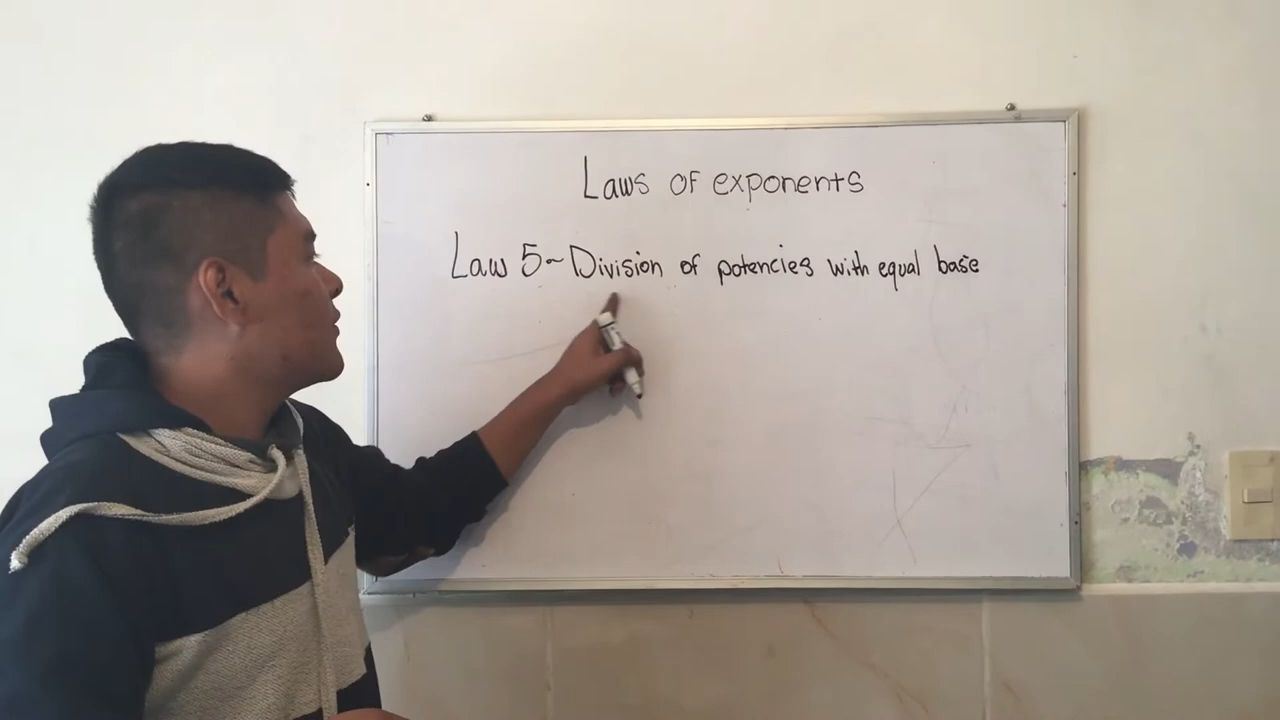 Laws of exponents
Law 5~ Division of potencies with equal base